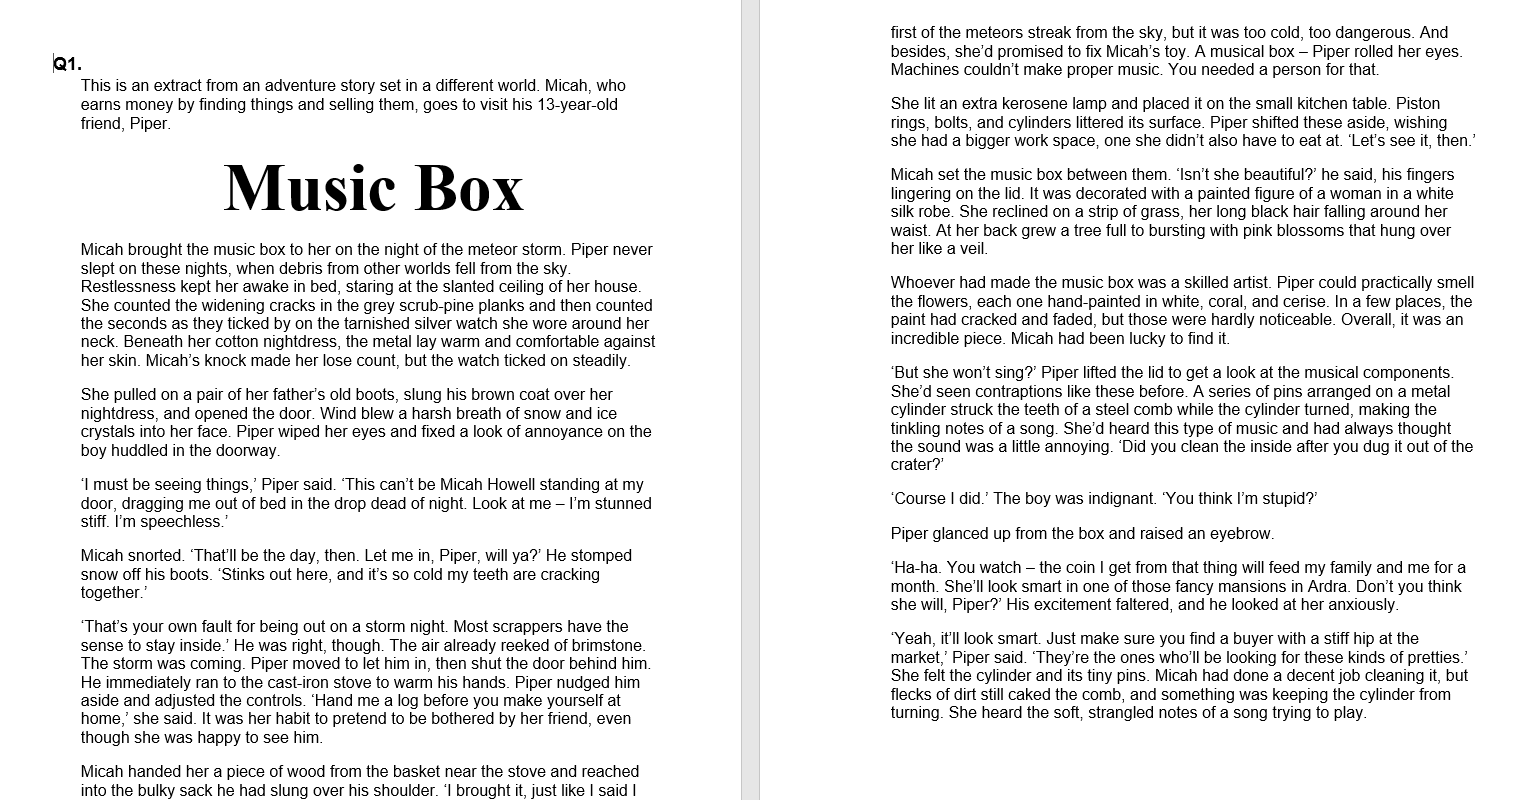 Q1.
This is an extract from an adventure story set in a different world. Micah, who
earns money by finding things and selling them, goes to visit his 13-year-old
friend, Piper.
Music Box
Micah brought the music box to her on the night of the meteor storm. Piper never
slept on these nights, when debris from other worlds fell from the sky.
Restlessness kept her awake in bed, staring at the slanted ceiling of her house.
She counted the widening cracks in the grey scrub-pine planks and then counted
the seconds as they ticked by on the tarnished silver watch she wore around her
neck. Beneath her cotton nightdress, the metal lay warm and comfortable against
her skin. Micah’s knock made her lose count, but the watch ticked on steadily.
She pulled on a pair of her father’s old boots, slung his brown coat over her
nightdress, and opened the door. Wind blew a harsh breath of snow and ice
crystals into her face. Piper wiped her eyes and fixed a look of annoyance on the
boy huddled in the doorway.
‘I must be seeing things,’ Piper said. ‘This can’t be Micah Howell standing at my
door, dragging me out of bed in the drop dead of night. Look at me – I’m stunned
stiff. I’m speechless.’
Micah snorted. ‘That’ll be the day, then. Let me in, Piper, will ya?’ He stomped
snow off his boots. ‘Stinks out here, and it’s so cold my teeth are cracking
together.’
‘That’s your own fault for being out on a storm night. Most scrappers have the
sense to stay inside.’ He was right, though. The air already reeked of brimstone.
The storm was coming. Piper moved to let him in, then shut the door behind him.
He immediately ran to the cast-iron stove to warm his hands. Piper nudged him
aside and adjusted the controls. ‘Hand me a log before you make yourself at
home,’ she said. It was her habit to pretend to be bothered by her friend, even
though she was happy to see him.
Micah handed her a piece of wood from the basket near the stove and reached
into the bulky sack he had slung over his shoulder. ‘I brought it, just like I said I
first of the meteors streak from the sky, but it was too cold, too dangerous. And
besides, she’d promised to fix Micah’s toy. A musical box – Piper rolled her eyes.
Machines couldn’t make proper music. You needed a person for that.
She lit an extra kerosene lamp and placed it on the small kitchen table. Piston
rings, bolts, and cylinders littered its surface. Piper shifted these aside, wishing
she had a bigger work space, one she didn’t also have to eat at. ‘Let’s see it, then.’
Micah set the music box between them. ‘Isn’t she beautiful?’ he said, his fingers
lingering on the lid. It was decorated with a painted figure of a woman in a white
silk robe. She reclined on a strip of grass, her long black hair falling around her
waist. At her back grew a tree full to bursting with pink blossoms that hung over
her like a veil.
Whoever had made the music box was a skilled artist. Piper could practically smell
the flowers, each one hand-painted in white, coral, and cerise. In a few places, the
paint had cracked and faded, but those were hardly noticeable. Overall, it was an
incredible piece. Micah had been lucky to find it.
‘But she won’t sing?’ Piper lifted the lid to get a look at the musical components.
She’d seen contraptions like these before. A series of pins arranged on a metal
cylinder struck the teeth of a steel comb while the cylinder turned, making the
tinkling notes of a song. She’d heard this type of music and had always thought
the sound was a little annoying. ‘Did you clean the inside after you dug it out of the
crater?’
‘Course I did.’ The boy was indignant. ‘You think I’m stupid?’
Piper glanced up from the box and raised an eyebrow.
‘Ha-ha. You watch – the coin I get from that thing will feed my family and me for a
month. She’ll look smart in one of those fancy mansions in Ardra. Don’t you think
she will, Piper?’ His excitement faltered, and he looked at her anxiously.
‘Yeah, it’ll look smart. Just make sure you find a buyer with a stiff hip at the
market,’ Piper said. ‘They’re the ones who’ll be looking for these kinds of pretties.’
She felt the cylinder and its tiny pins. Micah had done a decent job cleaning it, but
flecks of dirt still caked the comb, and something was keeping the cylinder from
turning. She heard the soft, strangled notes of a song trying to play.